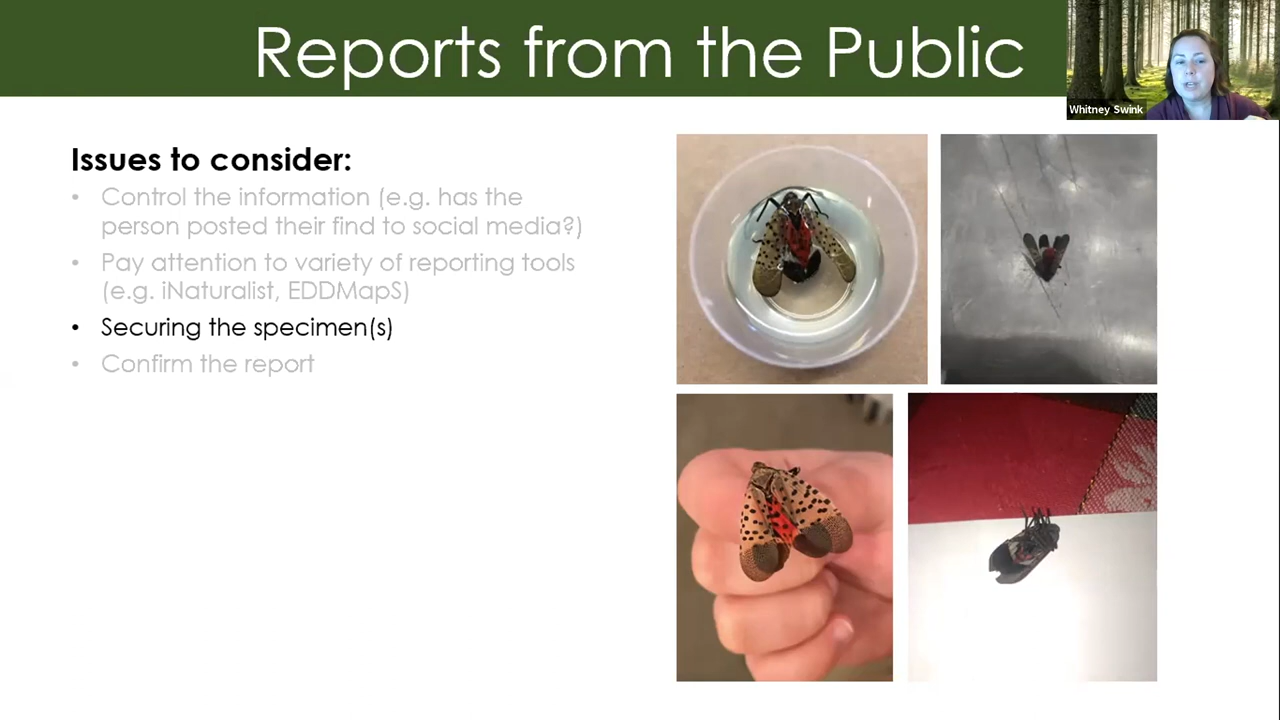 Reports from the Public
Whitney Swink
Issues to consider:
• Control the information (e.g. has the
person posted their find to social media?)
• Pay attention to variety of reporting tools
(e.g. iNaturalist, EDDMapS)
• Securing the specimen(s)
• Confirm the report